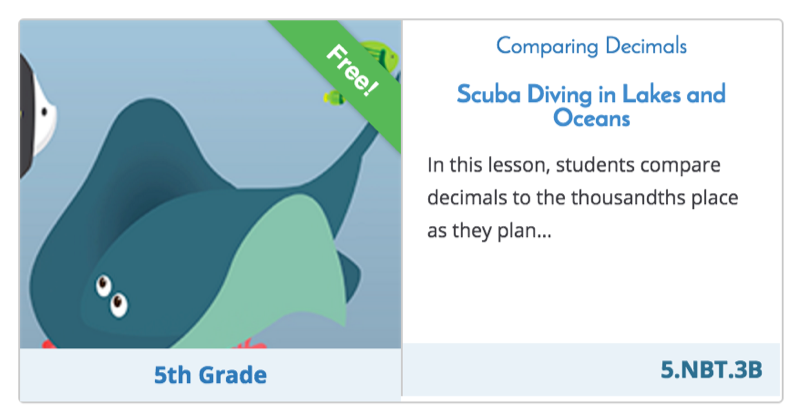 Free!
5th Grade
Comparing Decimals
Scuba Diving in Lakes and
Oceans
In this lesson, students compare
decimals to the thousandths place
as they plan...
5.NBT.3B